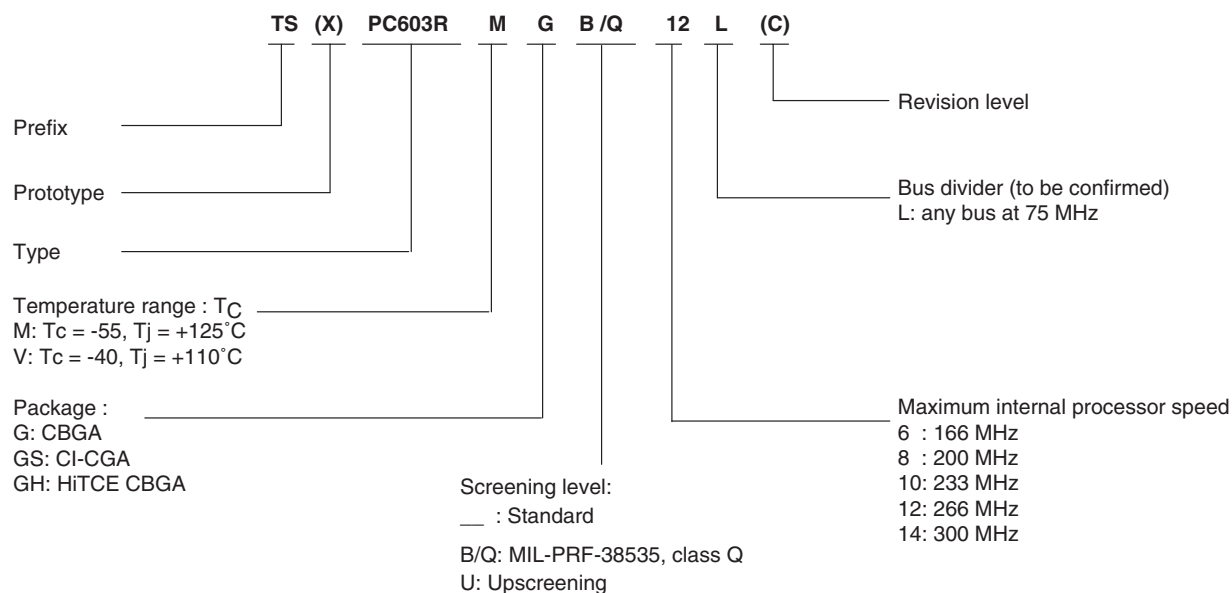 TS (X) PC603R M G B /Q 12 L (C)
Prefix
Prototype
Type
Temperature range : TC
M: Tc = -55, Tj = +125˚C
V: Tc = -40, Tj = +110˚C
Package :
G: CBGA
GS: CI-CGA
GH: HiTCE CBGA
Screening level:
__ : Standard
B/Q: MIL-PRF-38535, class Q
U: Upscreening
Revision level
Bus divider (to be confirmed)
L: any bus at 75 MHz
Maximum internal processor speed
6 : 166 MHz
8 : 200 MHz
10: 233 MHz
12: 266 MHz
14: 300 MHz